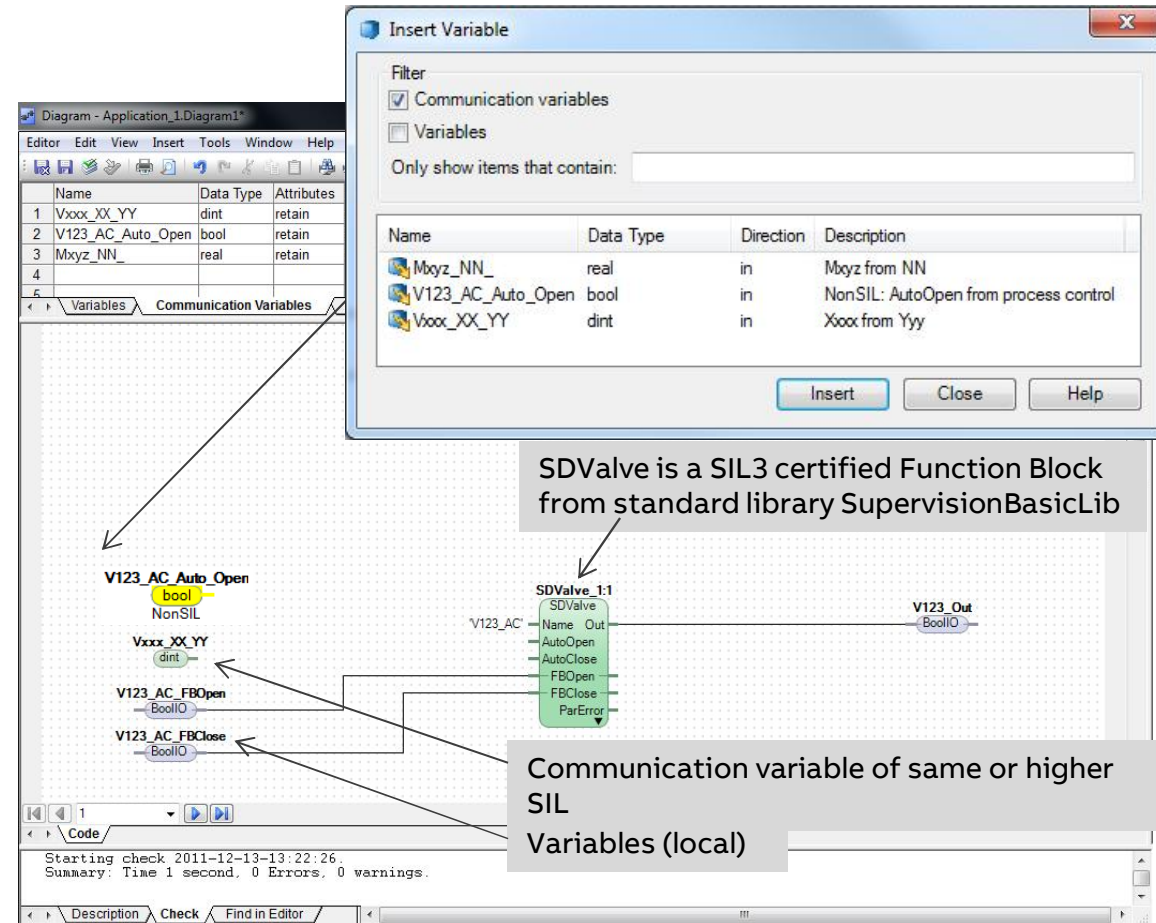 Insert Variable
X
Filter
Communication variables
Variables
Only show items that contain:
Name Data Type Direction Description
Mxyz_NN_ real in Mxyz from NN
V123_AC_Auto_Open bool in NonSIL: AutoOpen from process control
Vxxx_XX_YY dint in Xxxx from Yyy
Insert Close Help
Diagram - Application_1.Diagram1*
Editor Edit View Insert Tools Window Help
Name Data Type Attributes
1 Vxxx_XX_YY dint retain
2 V123_AC_Auto_Open bool retain
3 Mxyz_NN_ real retain
4
5
Variables Communication Variables
SDValve is a SIL3 certified Function Block
from standard library SupervisionBasicLib
V123_AC_Auto_Open
bool
NonSIL
Vxxx_XX_YY
dint
V123_AC_FBOpen
BoolIO
V123_AC_FBClose
BoolIO
SDValve_1:1
SDValve
'V123_AC' Name Out
AutoOpen
AutoClose
FBOpen
FBClose
ParError
V123_Out
BoolIO
Communication variable of same or higher
SIL
Variables (local)
1
Code
Starting check 2011-12-13-13:22:26.
Summary: Time 1 second, 0 Errors, 0 warnings.
Description Check Find in Editor